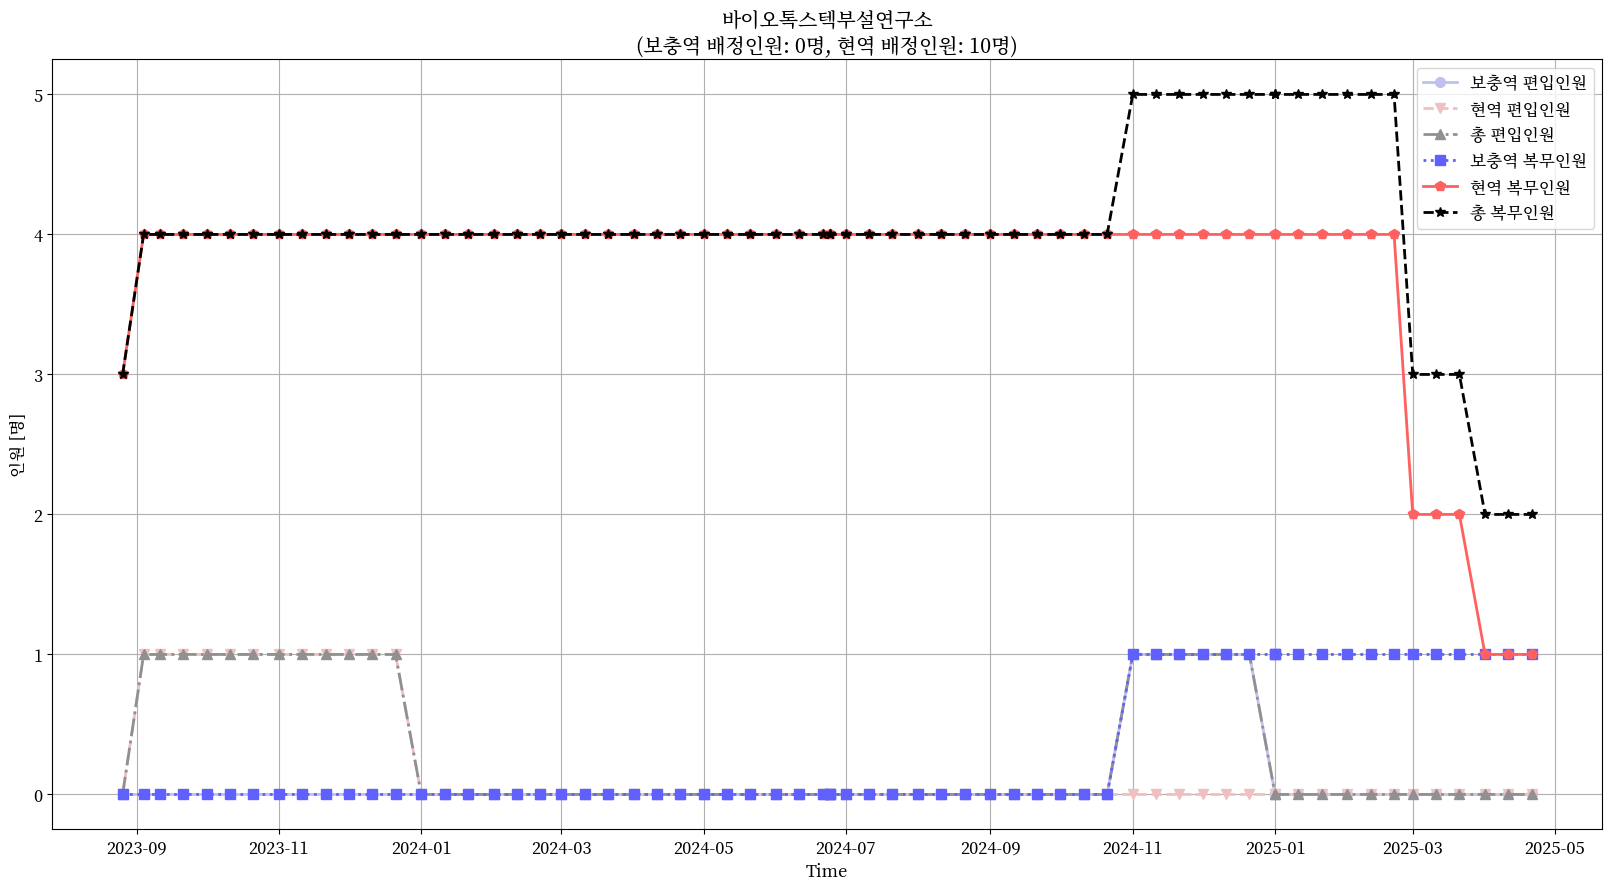 바이오톡스텍부설연구소
(보충역 배정인원: 0명, 현역 배정인원: 10명)
보충역 편입인원
현역 편입인원
총 편입인원
보충역 복무인원
현역 복무인원
총 복무인원
인원 [명]
5
4
3
2
1
0
2023-09
2023-11
2024-01
2024-03
2024-05
2024-07
2024-09
2024-11
2025-01
2025-03
2025-05
Time